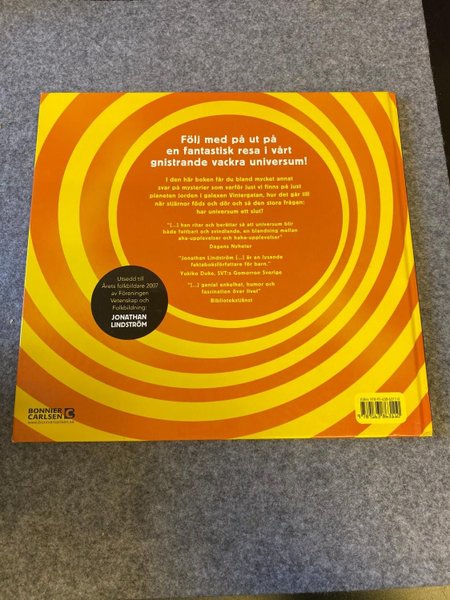 Följ med på ut på
en fantastisk resa i vårt
gnistrande vackra universum!
I den här boken får du bland mycket annat
svar på mysterier som varför just vi finns på just
planeten Jorden i galaxen Vintergatan, hur det går till
när stjärnor föds och dör och så den stora frågan:
har universum ett slut?
"[...] han ritar och berättar så att universum blir
både fattbart och svindlande, en blandning mellan
aha-upplevelser och haha-upplevelser"
Dagens Nyheter
"Jonathan Lindström [...] är en lysande
faktaboksförfattare för barn."
Yukiko Duke, SVT:s Gomorron Sverige
"[...] genial enkelhet, humor och
fascination över livet"
Bibliotekstjänst
Utsedd till
Årets folkbildare 2007
av Föreningen
Vetenskap och
Folkbildning:
JONATHAN
LINDSTRÖM
BONNIER
CARLSEN
www.bonniercarlsen.se